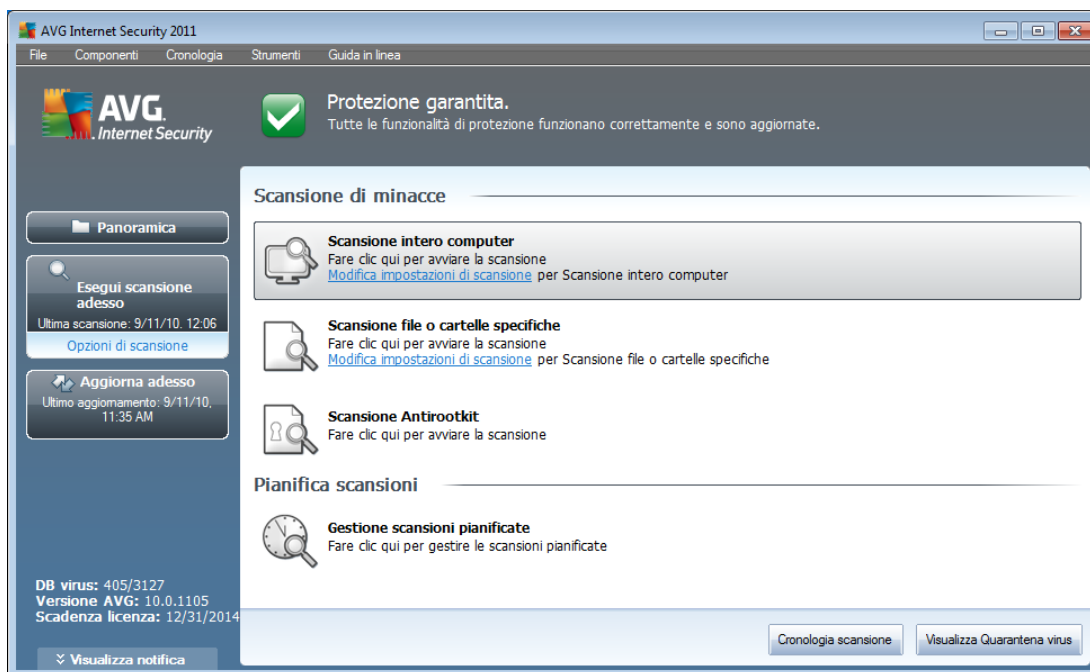 AVG Internet Security 2011
File Componenti Cronologia Strumenti Guida in linea
AVG.
Internet Security
Protezione garantita.
Tutte le funzionalità di protezione funzionano correttamente e sono aggiornate.
Panoramica
Esegui scansione
adesso
Ultima scansione: 9/11/10. 12:06
Opzioni di scansione
Aggiorna adesso
Ultimo aggiornamento: 9/11/10,
11:35 AM
DB virus: 405/3127
Versione AVG: 10.0.1105
Scadenza licenza: 12/31/2014
Visualizza notifica
Scansione di minacce
Scansione intero computer
Fare clic qui per avviare la scansione
Modifica impostazioni di scansione per Scansione intero computer
Scansione file o cartelle specifiche
Fare clic qui per avviare la scansione
Modifica impostazioni di scansione per Scansione file o cartelle specifiche
Scansione Antirootkit
Fare clic qui per avviare la scansione
Pianifica scansioni
Gestione scansioni pianificate
Fare clic qui per gestire le scansioni pianificate
Cronologia scansione
Visualizza Quarantena virus